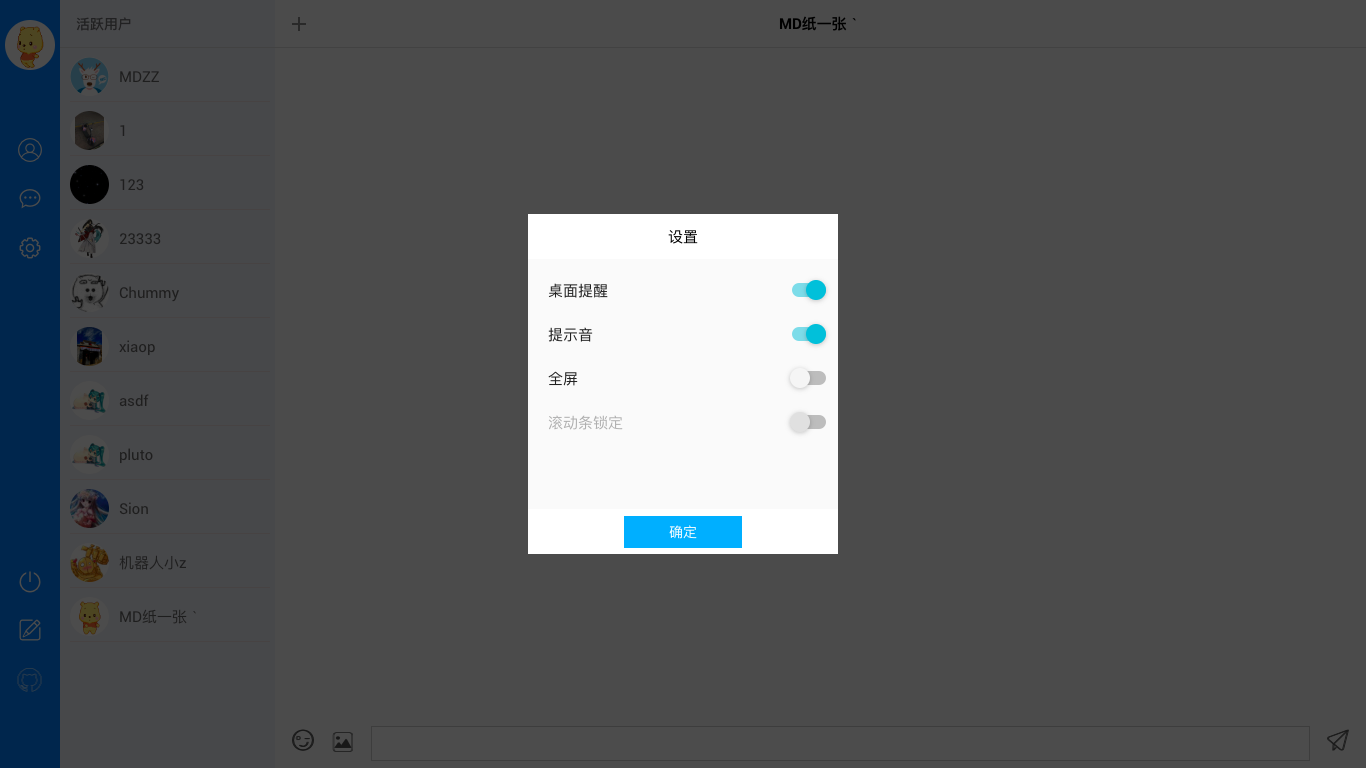 活跃用户
MDZZ
1
123
23333
Chummy
xiaop
asdf
pluto
Sion
机器人小z
MD纸一张 `
MD纸一张 `
设置
桌面提醒
提示音
全屏
滚动条锁定
确定